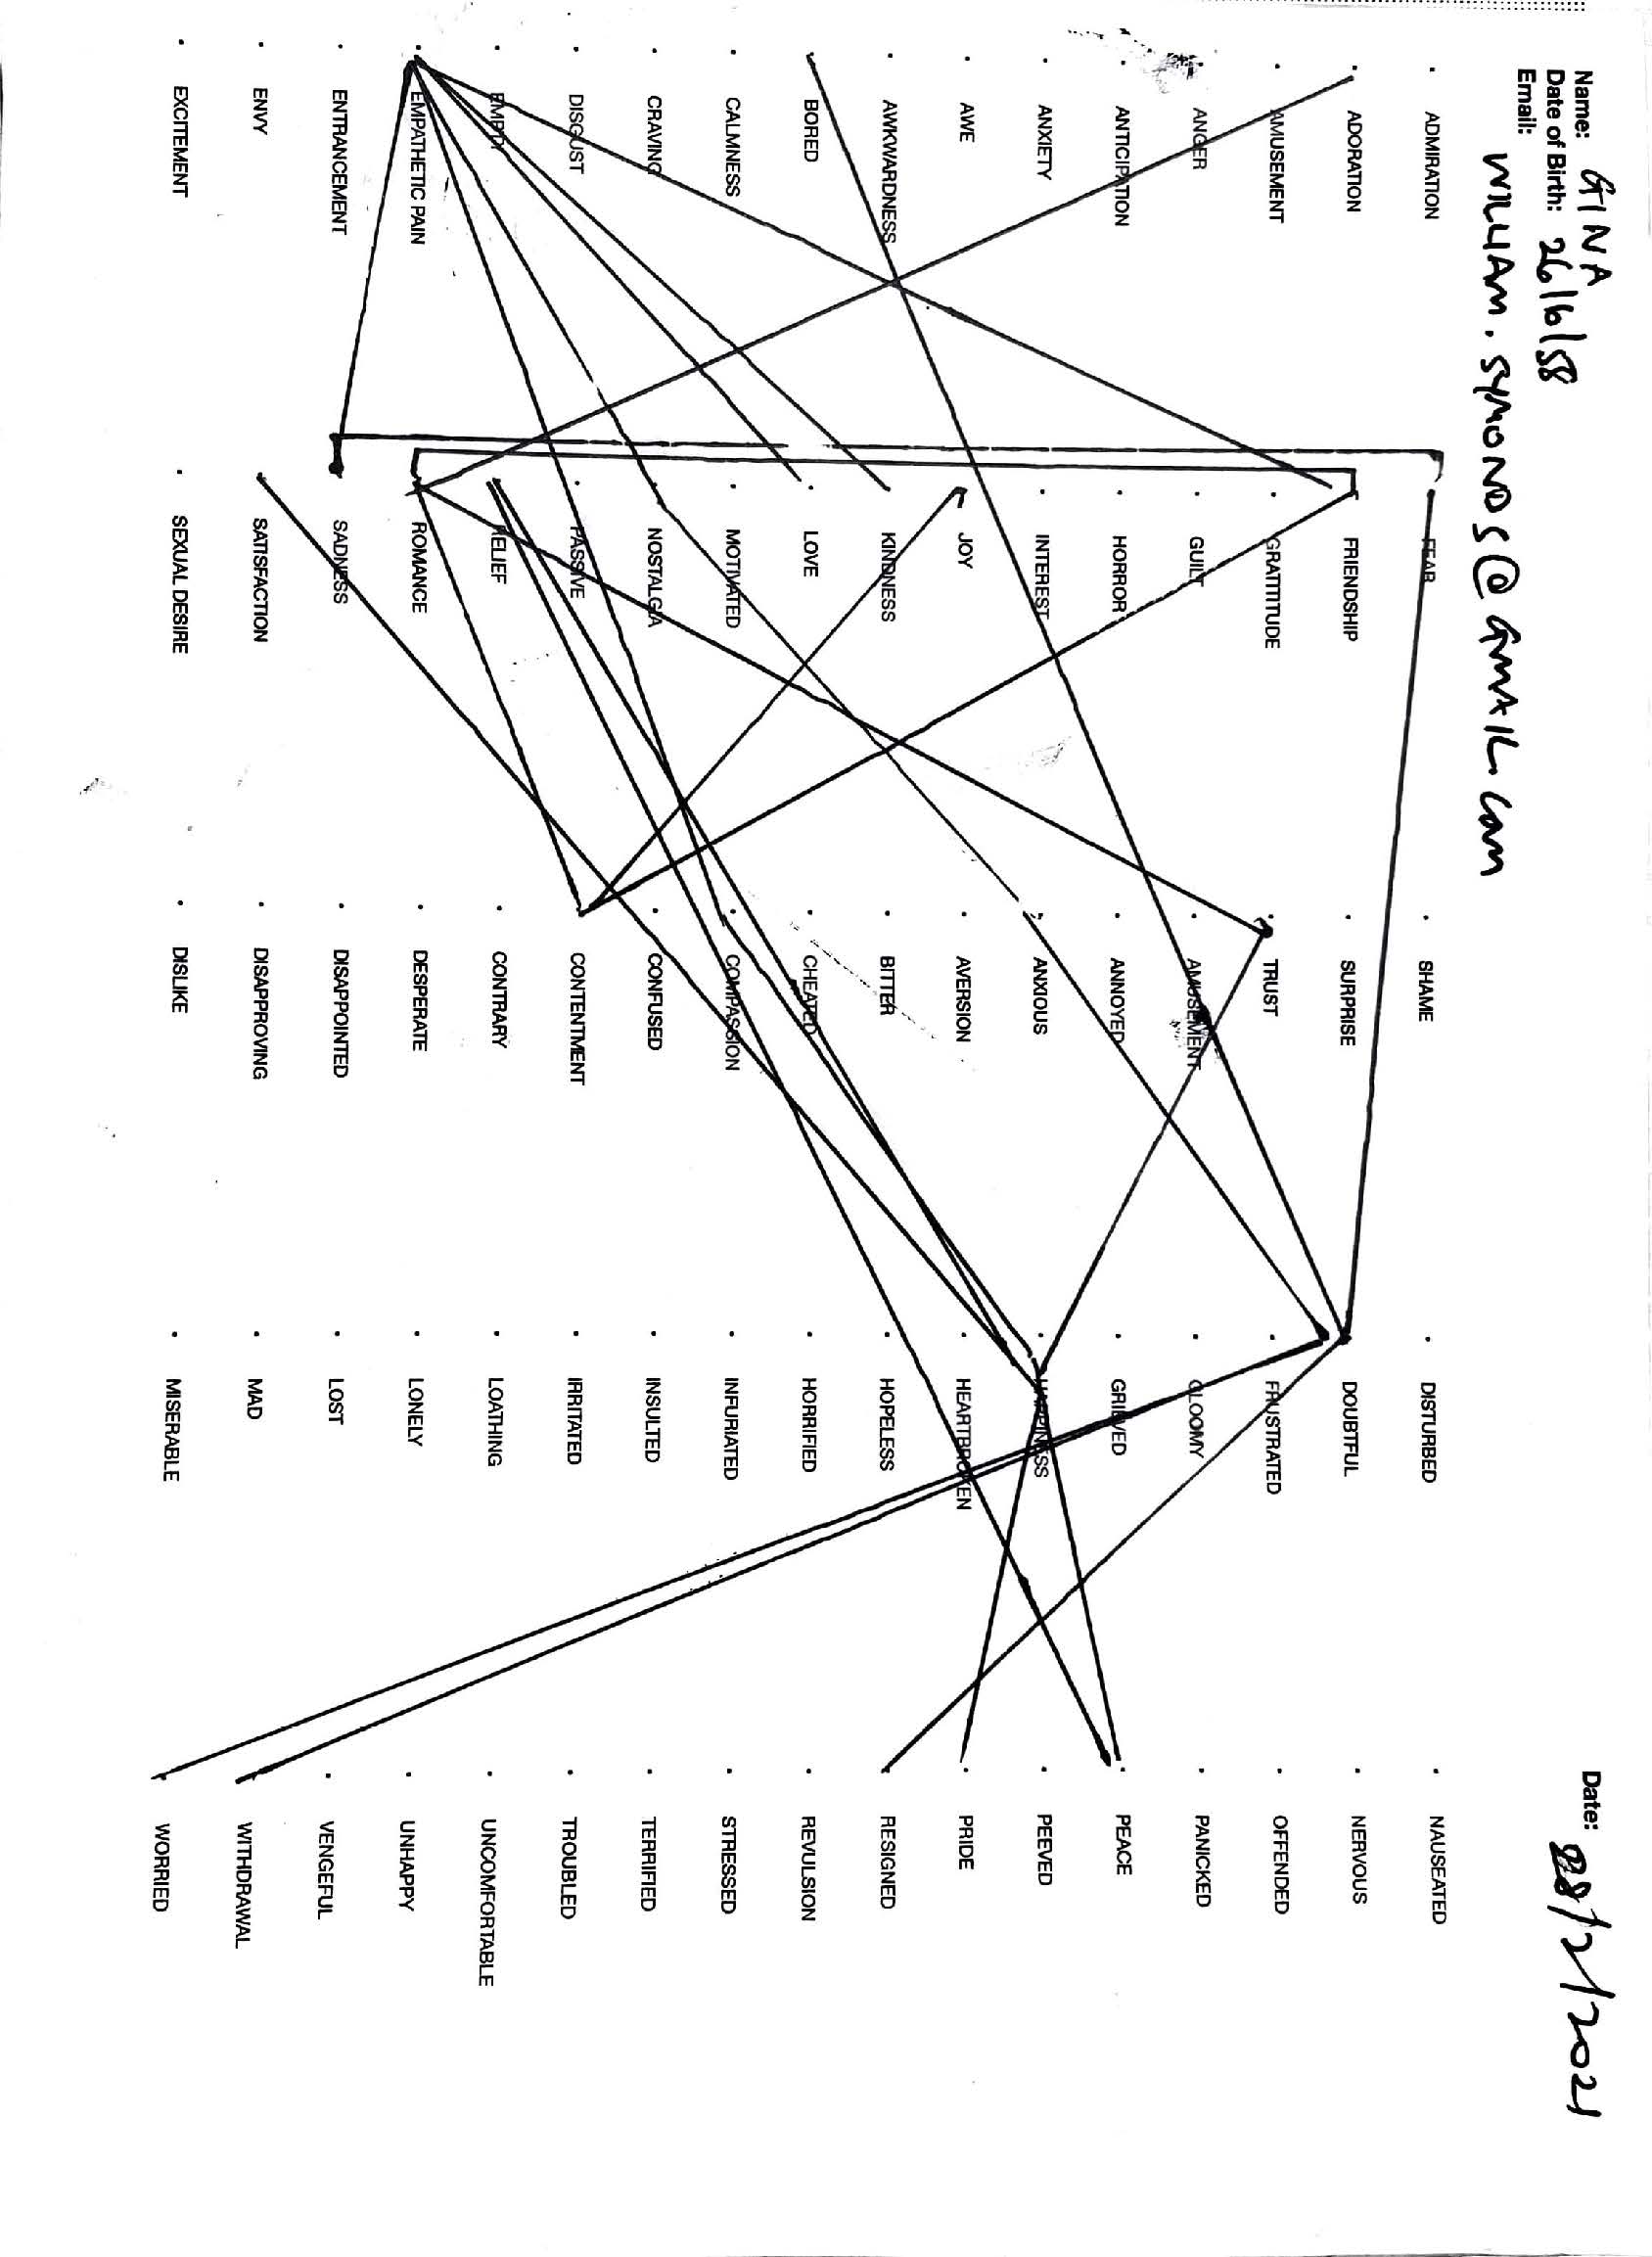 Name: GINA
Date: 28/2/2021
Date of Birth: 26/6/58
Email:
WILLIAM.SYMONDS@GMAIL.com
ADMIRATION
ADORATION
AMUSEMENT
ANGER
ANTICIPATION
ANXIETY
AWE
AWKWARDNESS
BORED
CALMNESS
CRAVING
DISGUST
EMPTY
EMPATHETIC PAIN
ENTRANCEMENT
ENVY
EXCITEMENT
FEAR
FRIENDSHIP
GRATITITUDE
GUILT
HORROR
INTEREST
JOY
KINDNESS
LOVE
MOTIVATED
NOSTALGIA
PASSIVE
RELIEF
ROMANCE
SADNESS
SATISFACTION
SEXUAL DESIRE
SHAME
SURPRISE
TRUST
AMUSEMENT
ANNOYED
ANXIOUS
AVERSION
BITTER
CHEATED
COMPASSION
CONFUSED
CONTENTMENT
CONTRARY
DESPERATE
DISAPPOINTED
DISAPPROVING
DISLIKE
DISTURBED
DOUBTFUL
FRUSTRATED
GLOOMY
GRIEVED
HAPPINESS
HEARTBROKEN
HOPELESS
HORRIFIED
INFURIATED
INSULTED
IRRITATED
LOATHING
LONELY
LOST
MAD
MISERABLE
NAUSEATED
NERVOUS
OFFENDED
PANICKED
PEACE
PEEVED
PRIDE
RESIGNED
REVULSION
STRESSED
TERRIFIED
TROUBLED
UNCOMFORTABLE
UNHAPPY
VENGEFUL
WITHDRAWAL
WORRIED